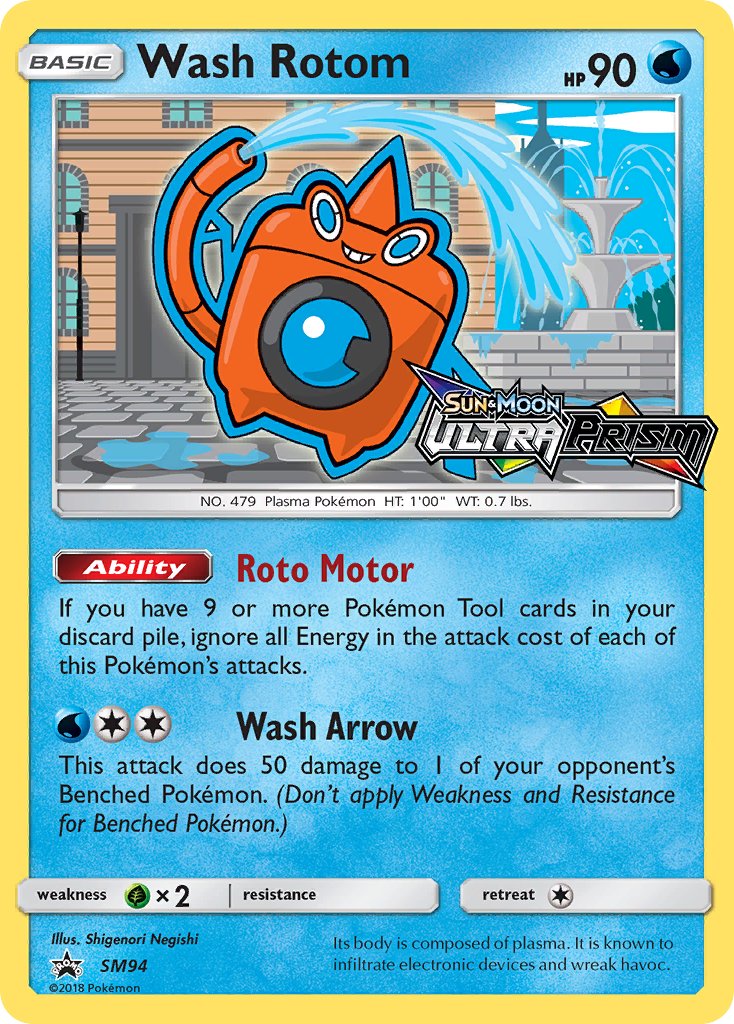 BASIC Wash Rotom HP 90
SUN & MOON
ULTRA PRISM
NO. 479 Plasma Pokémon HT: 1'00" WT: 0.7 lbs.
Ability Roto Motor
If you have 9 or more Pokémon Tool cards in your
discard pile, ignore all Energy in the attack cost of each of
this Pokémon's attacks.
Wash Arrow
This attack does 50 damage to 1 of your opponent's
Benched Pokémon. (Don't apply Weakness and Resistance
for Benched Pokémon.)
weakness × 2 resistance retreat
Illus. Shigenori Negishi
PROMO SM94
©2018 Pokémon
Its body is composed of plasma. It is known to
infiltrate electronic devices and wreak havoc.